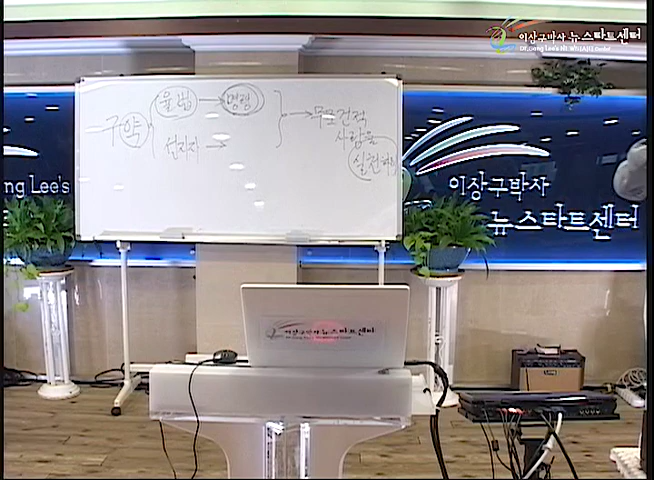 이상구박사 뉴스타트센터
Dr.Sang Lee's NEWSTART Center
율법 → 명령
구약
선지자 →
→ 무조건적
사랑을
실천하라
ang Lee's
이상구박사
뉴스타트센터
이상구박사 뉴스타트센터